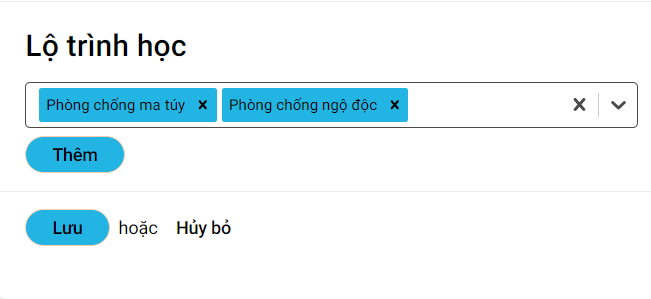 Lộ trình học
Phòng chống ma túy Phòng chống ngộ độc
Thêm
Lưu hoặc Hủy bỏ